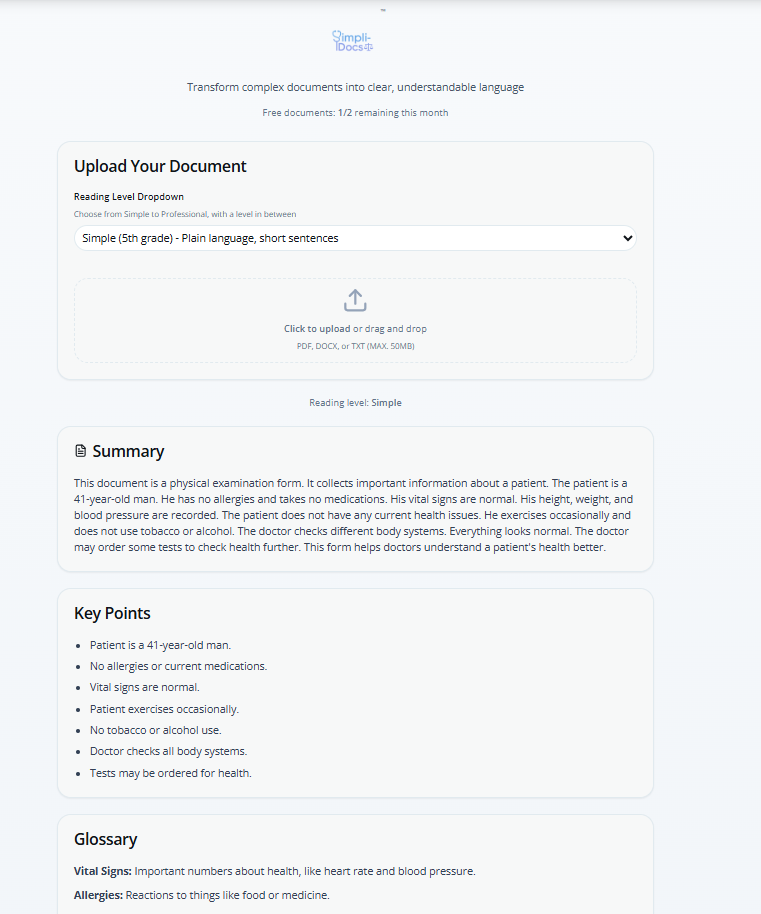 Simpli-
Docs
Transform complex documents into clear, understandable language
Free documents: 1/2 remaining this month
Upload Your Document
Reading Level Dropdown
Choose from Simple to Professional, with a level in between
Simple (5th grade) - Plain language, short sentences
Click to upload or drag and drop
PDF, DOCX, or TXT (MAX. 50MB)
Reading level: Simple
Summary
This document is a physical examination form. It collects important information about a patient. The patient is a
41-year-old man. He has no allergies and takes no medications. His vital signs are normal. His height, weight, and
blood pressure are recorded. The patient does not have any current health issues. He exercises occasionally and
does not use tobacco or alcohol. The doctor checks different body systems. Everything looks normal. The doctor
may order some tests to check health further. This form helps doctors understand a patient's health better.
Key Points
• Patient is a 41-year-old man.
• No allergies or current medications.
• Vital signs are normal.
• Patient exercises occasionally.
• No tobacco or alcohol use.
• Doctor checks all body systems.
• Tests may be ordered for health.
Glossary
Vital Signs: Important numbers about health, like heart rate and blood pressure.
Allergies: Reactions to things like food or medicine.